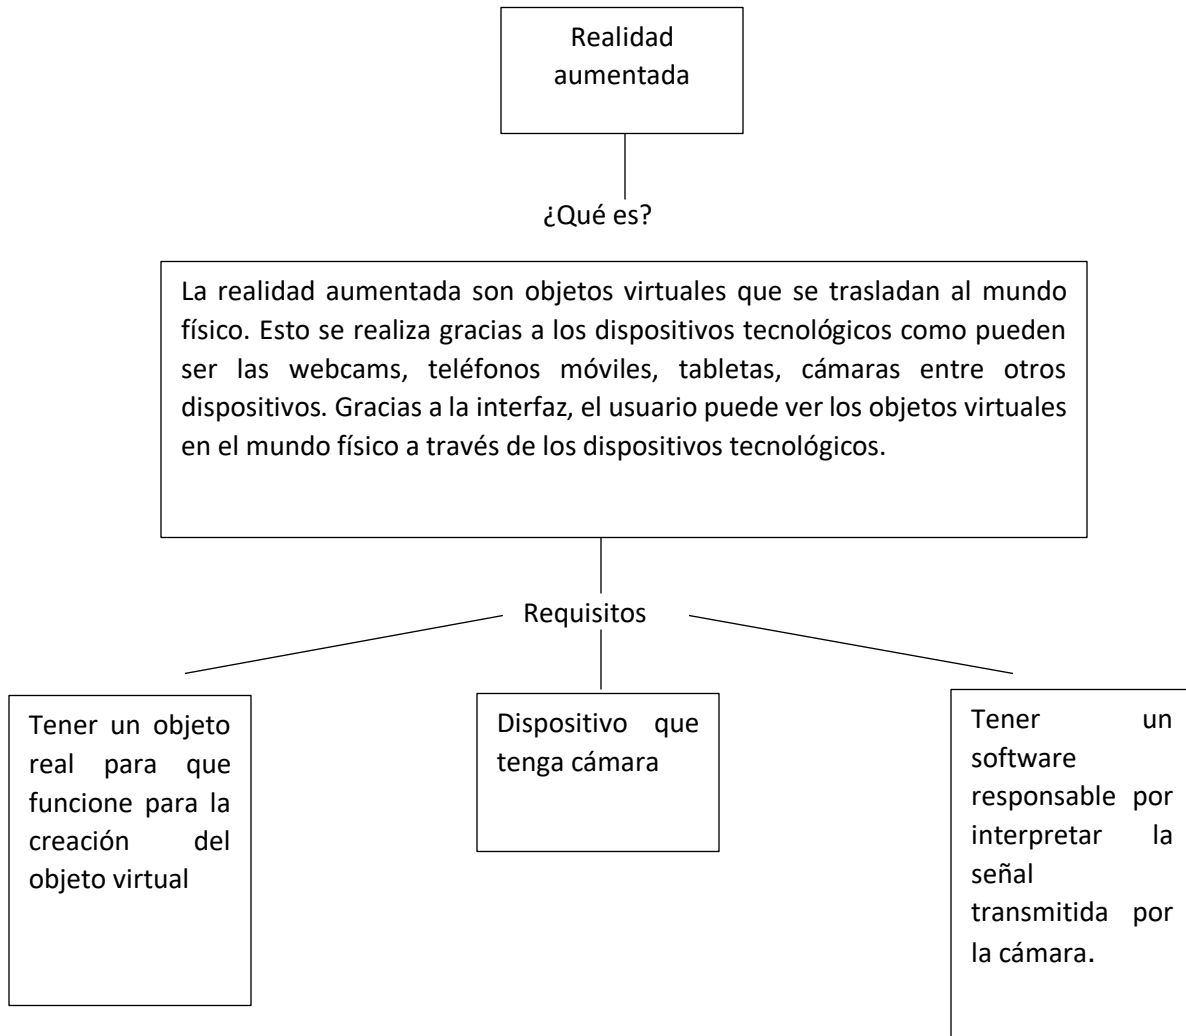 Realidad
aumentada
¿Qué es?
La realidad aumentada son objetos virtuales que se trasladan al mundo
físico. Esto se realiza gracias a los dispositivos tecnológicos como pueden
ser las webcams, teléfonos móviles, tabletas, cámaras entre otros
dispositivos. Gracias a la interfaz, el usuario puede ver los objetos virtuales
en el mundo físico a través de los dispositivos tecnológicos.
Requisitos
Tener un objeto
real para que
funcione para la
creación del
objeto virtual
Dispositivo que
tenga cámara
Tener un
software
responsable por
interpretar la
señal
transmitida por
la cámara.